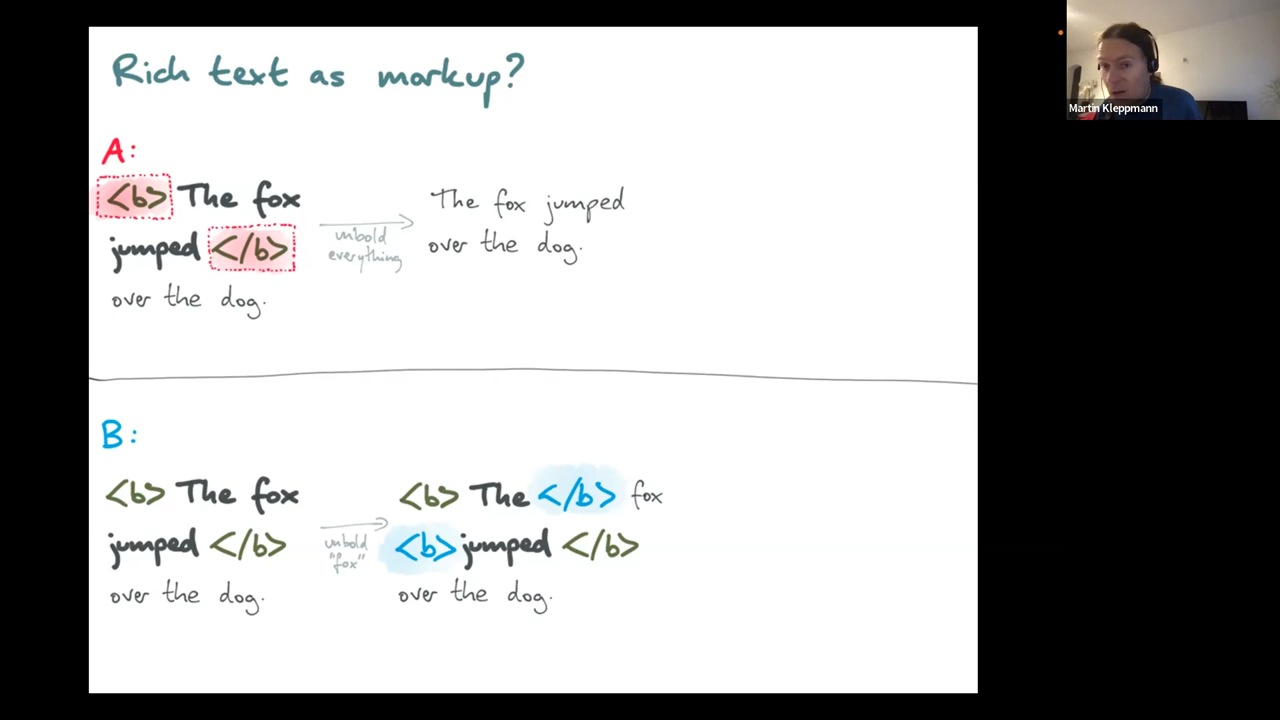 Rich text as markup?
Martin Kleppmann
A:
<b> The fox
jumped </b>
over the dog.
unbold
everything
The fox jumped
over the dog.
B:
<b> The fox
jumped </b>
over the dog.
unbold
"fox"
<b> The </b> fox
<b> jumped </b>
over the dog.